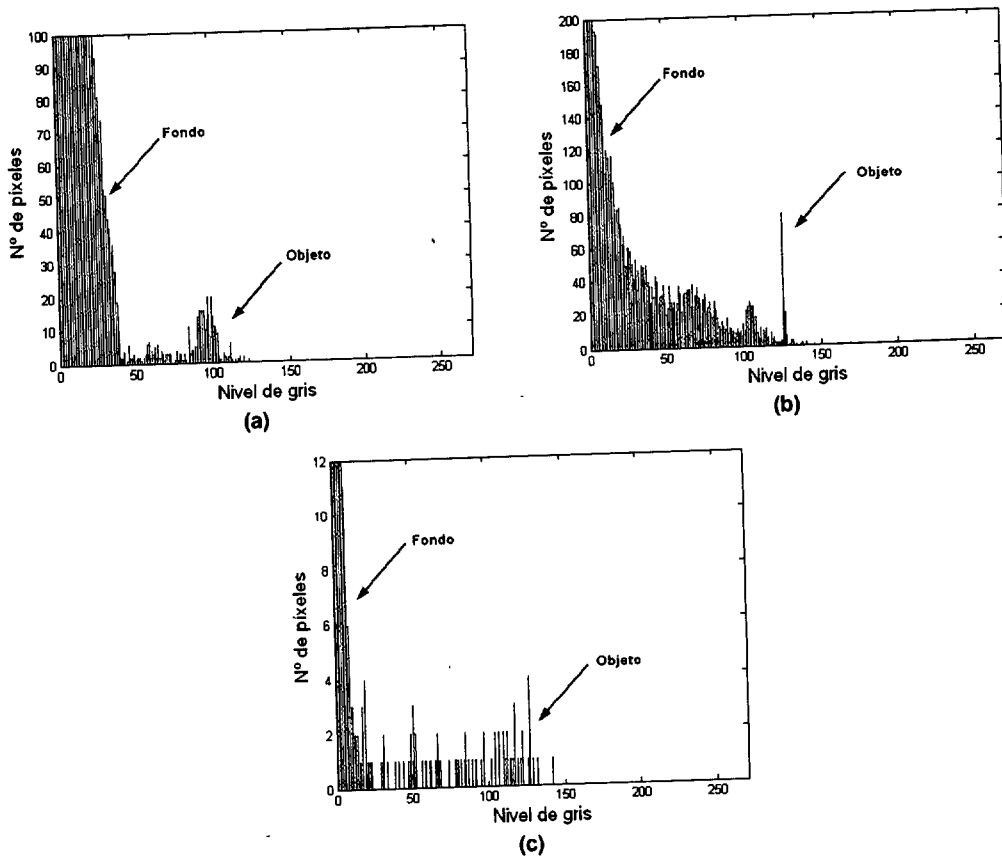 100
90
80
70
60
50
40
30
20
10
0
Nº de píxeles
Fondo
Objeto
0 50 100 150 200 250
Nivel de gris
(a)
200
180
160
140
120
100
80
60
40
20
0
Nº de píxeles
Fondo
Objeto
0 50 100 150 200 250
Nivel de gris
(b)
12
10
8
6
4
2
0
Nº de píxeles
Fondo
Objeto
0 50 100 150 200 250
Nivel de gris
(c)